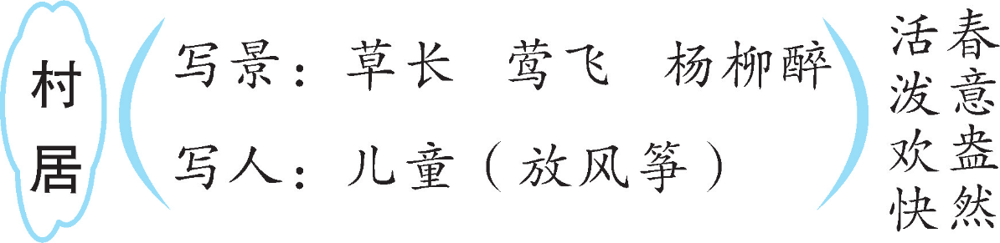 村居
写景：草长 莺飞 杨柳醉
写人：儿童（放风筝）
春意盎然
活泼欢快